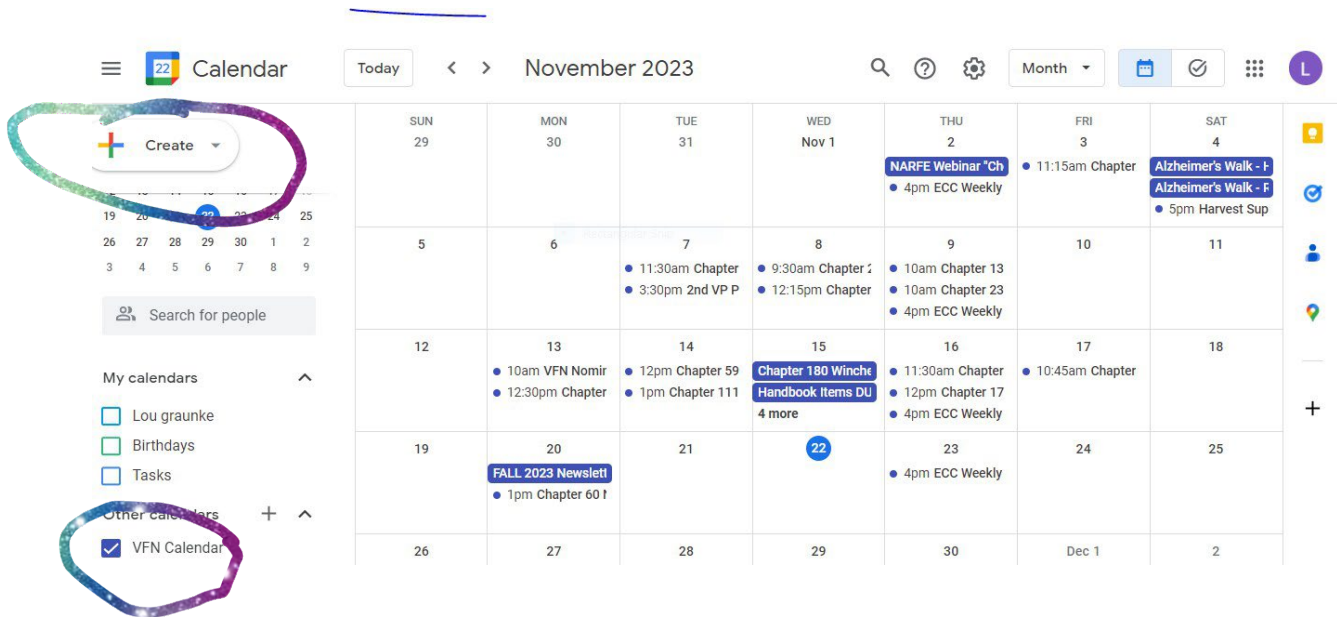 22 Calendar Today November 2023 Month L
Create
19 20 22 23 24 25
26 27 28 29 30 1 2
3 4 5 6 7 8 9
Search for people
My calendars
Lou graunke
Birthdays
Tasks
Other calendars
VFN Calendar
SUN MON TUE WED THU FRI SAT
29 30 31 Nov 1 2 3 4
NARFE Webinar "Ch
4pm ECC Weekly
11:15am Chapter
Alzheimer's Walk - H
Alzheimer's Walk - F
5pm Harvest Sup
5 6 7 8 9 10 11
11:30am Chapter
3:30pm 2nd VP P
9:30am Chapter 2
12:15pm Chapter
10am Chapter 13
10am Chapter 23
4pm ECC Weekly
12 13 14 15 16 17 18
10am VFN Nomir
12:30pm Chapter
12pm Chapter 59
1pm Chapter 111
Chapter 180 Winche
Handbook Items DU
4 more
11:30am Chapter
12pm Chapter 17
4pm ECC Weekly
10:45am Chapter
19 20 21 22 23 24 25
FALL 2023 Newslett
1pm Chapter 60 M
4pm ECC Weekly
26 27 28 29 30 Dec 1 2